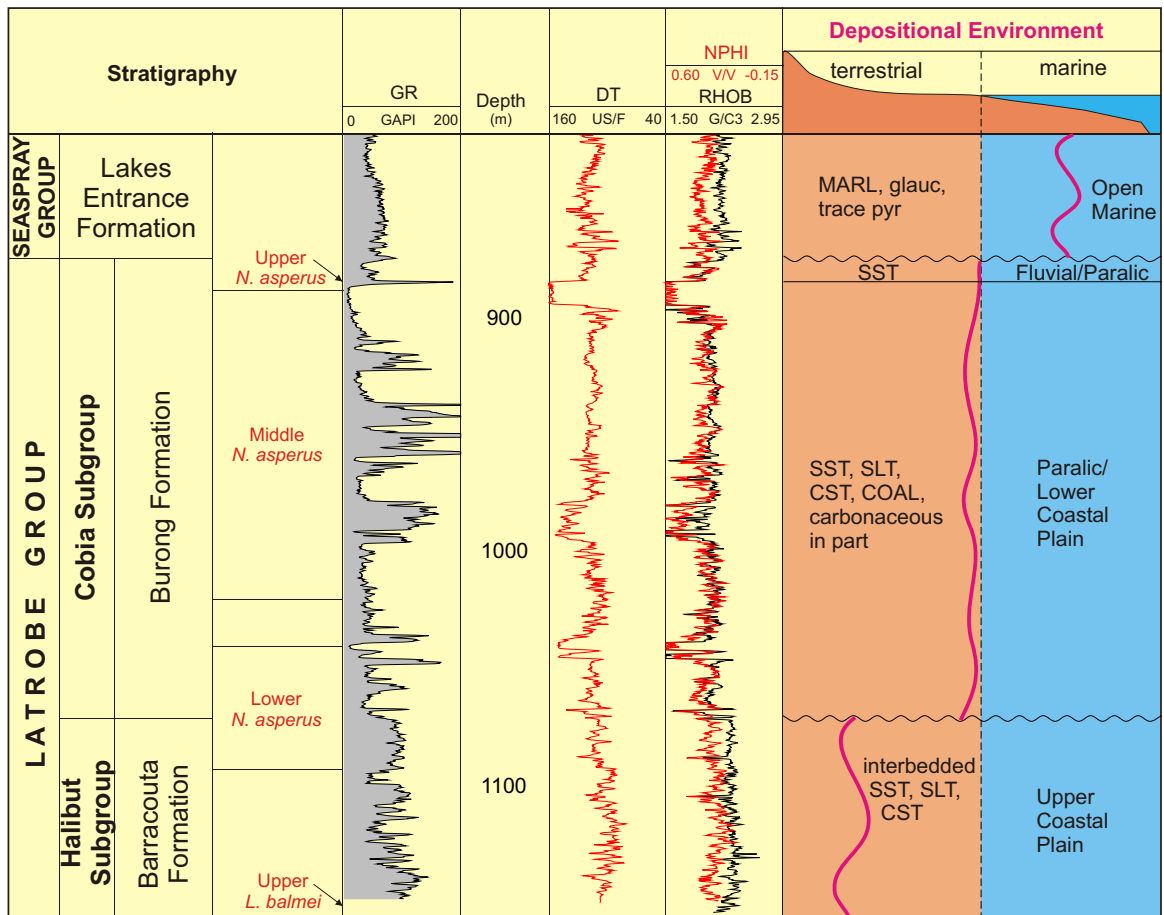 Stratigraphy
GR
0 GAPI 200
Depth
(m)
DT
160 US/F 40
NPHI
0.60 V/V -0.15
RHOB
1.50 G/C3 2.95
Depositional Environment
terrestrial
marine
SEASPRAY
GROUP
Lakes
Entrance
Formation
MARL, glauc,
trace pyr
Open
Marine
Upper
N. asperus
SST
Fluvial/Paralic
LATROBE GROUP
Cobia Subgroup
Burong Formation
Middle
N. asperus
900
1000
1100
SST, SLT,
CST, COAL,
carbonaceous
in part
Paralic/
Lower
Coastal
Plain
Lower
N. asperus
Halibut
Subgroup
Barracouta
Formation
Upper
L. balmei
interbedded
SST, SLT,
CST
Upper
Coastal
Plain